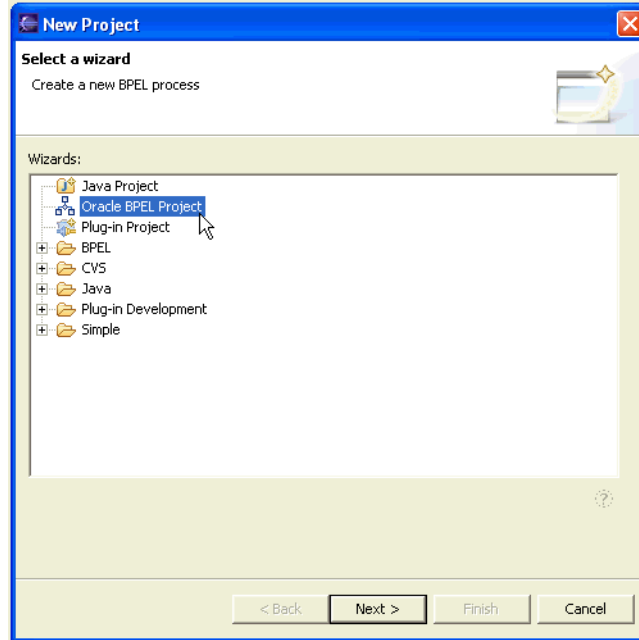 New Project
Select a wizard
Create a new BPEL process
Wizards:
Java Project
Oracle BPEL Project
Plug-in Project
BPEL
CVS
Java
Plug-in Development
Simple
?
< Back Next > Finish Cancel